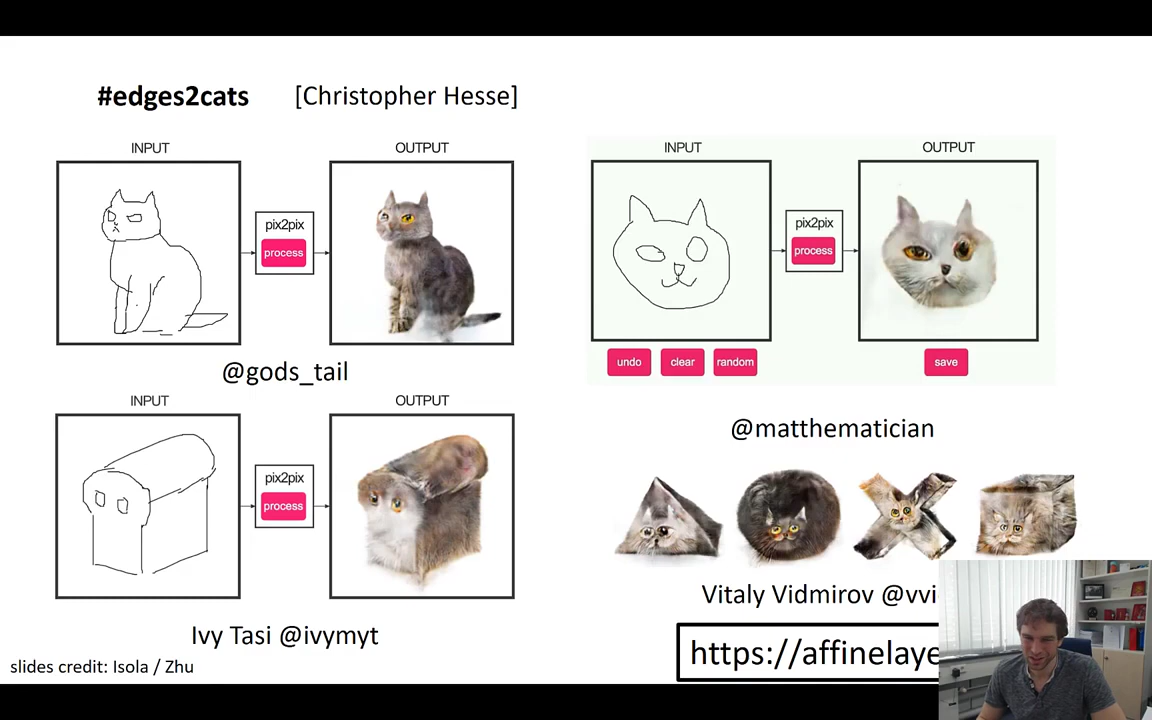 #edges2cats [Christopher Hesse]
INPUT OUTPUT
pix2pix
process
@gods_tail
INPUT OUTPUT
pix2pix
process
undo clear random save
@matthematician
INPUT OUTPUT
pix2pix
process
Ivy Tasi @ivymyt
Vitaly Vidmirov @vvi
https://affinelaye
slides credit: Isola / Zhu